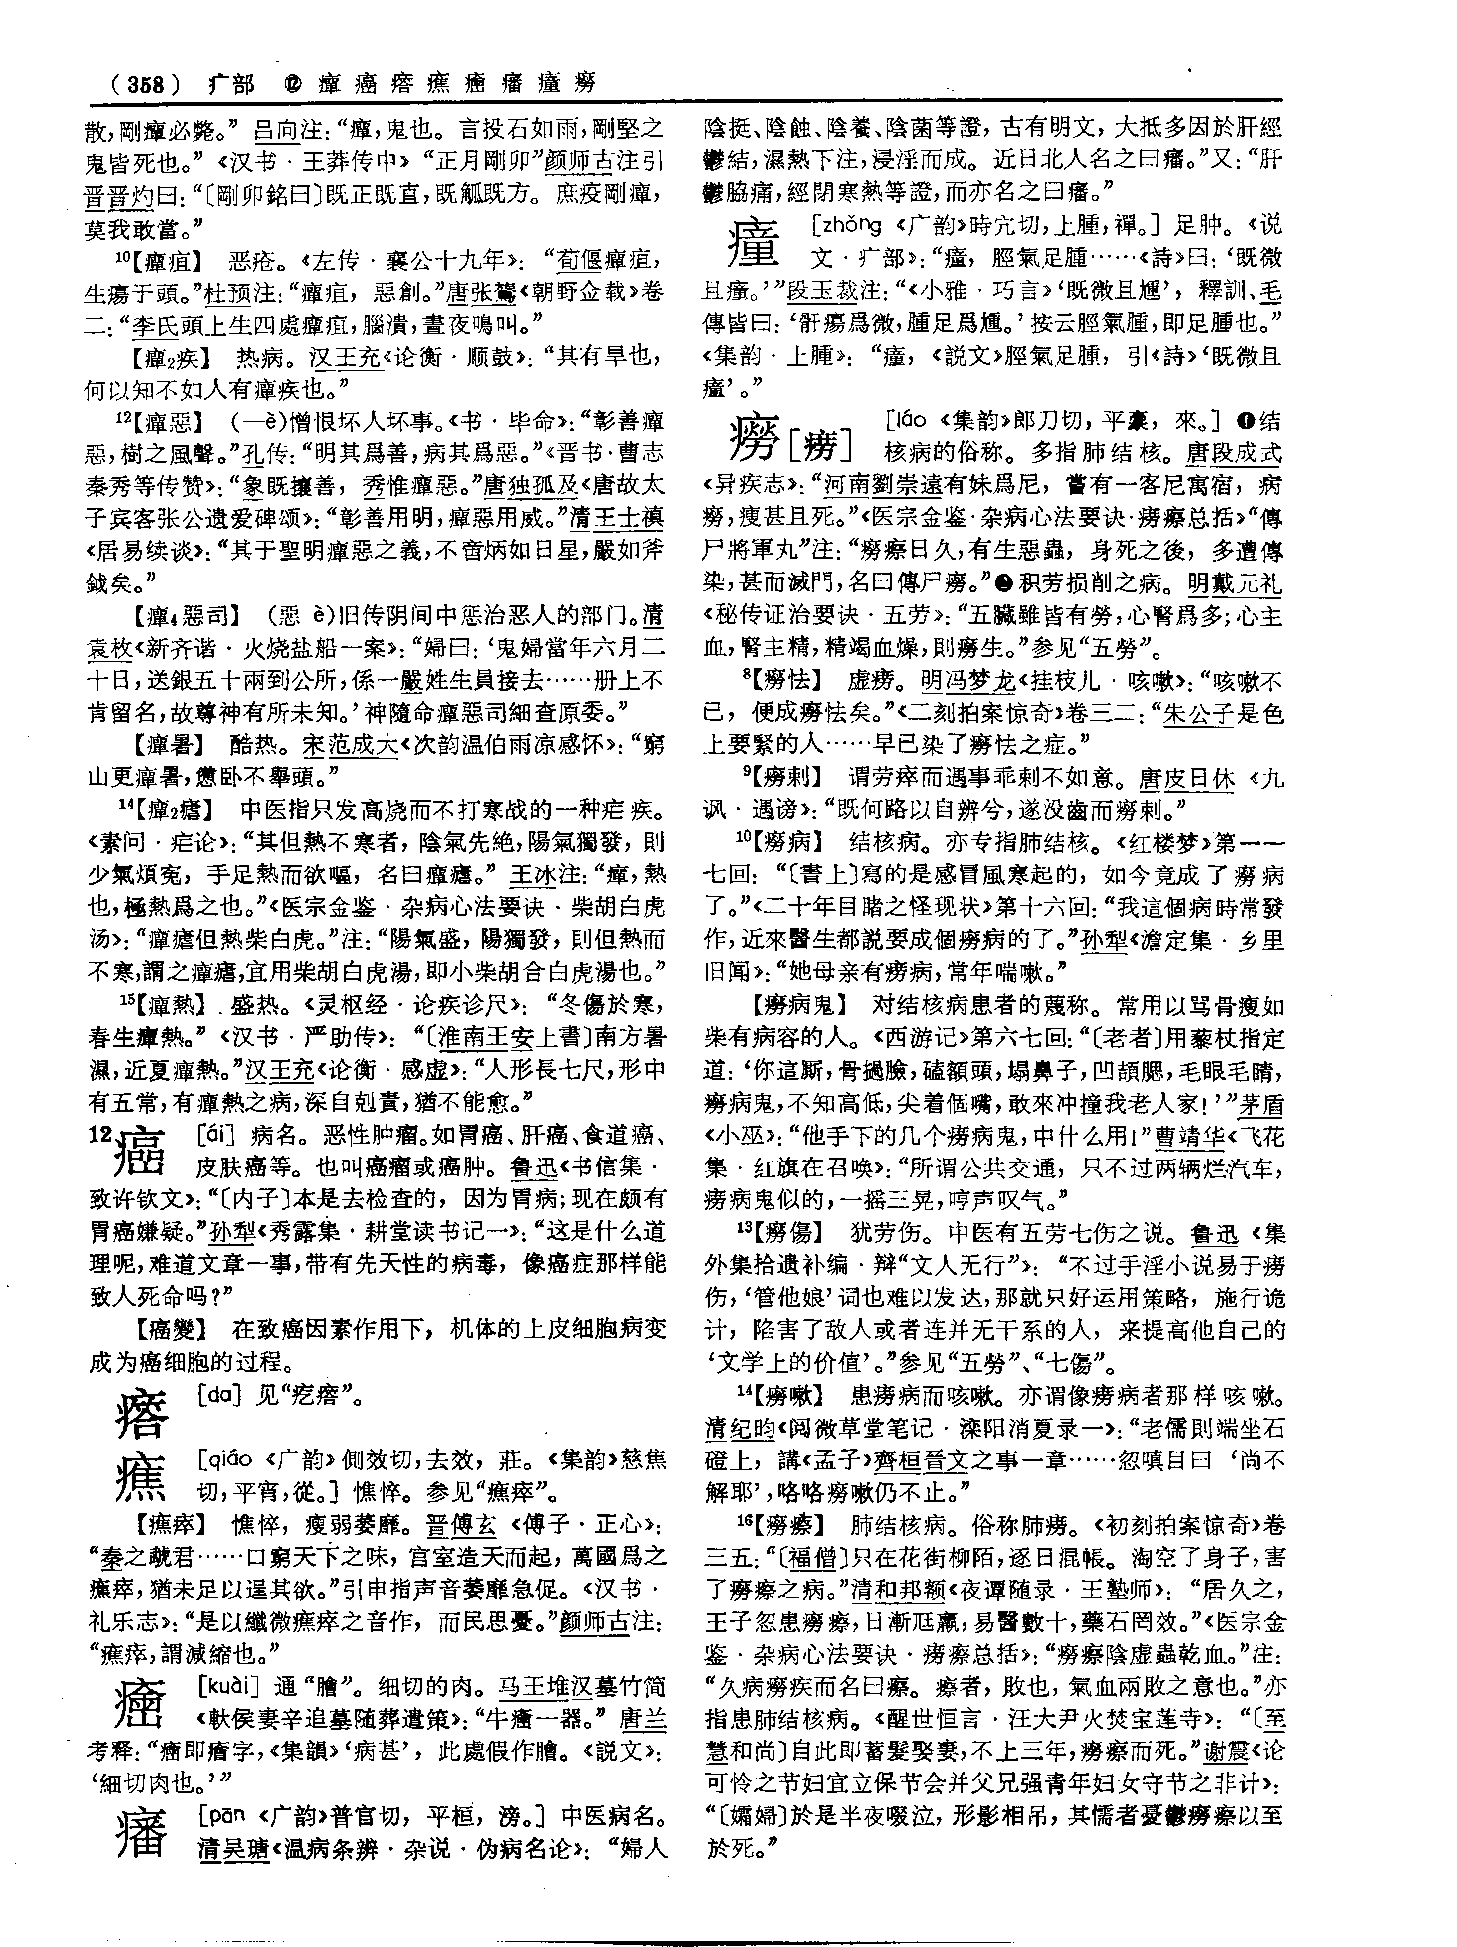 (358) 疒部 ⑫ 癉癌瘩癄𤺻㿖㿈癆
散，剛癉必斃。”吕向注：“癉，鬼也。言投石如雨，剛堅之
鬼皆死也。”《汉书·王莽传中》“正月剛卯”颜师古注引
晋晋灼曰：“〔剛卯銘曰〕既正既直，既觚既方。庶疫剛癉，
莫我敢當。”
10【癉疽】 恶疮。《左传·襄公十九年》：“荀偃癉疽，
生瘍于頭。”杜预注：“癉疽，惡創。”唐张鷟《朝野佥载》卷
二：“李氏頭上生四處癉疽，腦潰，晝夜鳴叫。”
【癉2疾】 热病。汉王充《论衡·顺鼓》：“其有旱也，
何以知不如人有癉疾也。”
12【癉惡】 （—è）憎恨坏人坏事。《书·毕命》：“彰善癉
惡，樹之風聲。”孔传：“明其爲善，病其爲惡。”《晋书·曹志
秦秀等传赞》：“象既攘善，秀惟癉惡。”唐独孤及《唐故太
子宾客张公遗爱碑颂》：“彰善用明，癉惡用威。”清王士禛
《居易续谈》：“其于聖明癉惡之義，不啻炳如日星，嚴如斧
鉞矣。”
【癉4惡司】 （惡 è）旧传阴间中惩治恶人的部门。清
袁枚《新齐谐·火烧盐船一案》：“婦曰：‘鬼婦當年六月二
十日，送銀五十兩到公所，係一嚴姓生員接去……册上不
肯留名，故尊神有所未知。’神隨命癉惡司細查原委。”
【癉暑】 酷热。宋范成大《次韵温伯雨凉感怀》：“窮
山更癉暑，憊卧不舉頭。”
14【癉2瘧】 中医指只发高烧而不打寒战的一种疟疾。
《素问·疟论》：“其但熱不寒者，陰氣先絶，陽氣獨發，則
少氣煩寃，手足熱而欲嘔，名曰癉瘧。”王冰注：“癉，熱
也，極熱爲之也。”《医宗金鉴·杂病心法要诀·柴胡白虎
汤》：“癉瘧但熱柴白虎。”注：“陽氣盛，陽獨發，則但熱而
不寒，謂之癉瘧，宜用柴胡白虎湯，即小柴胡合白虎湯也。”
15【癉熱】 盛热。《灵枢经·论疾诊尺》：“冬傷於寒，
春生癉熱。”《汉书·严助传》：“〔淮南王安上書〕南方暑
濕，近夏癉熱。”汉王充《论衡·感虚》：“人形長七尺，形中
有五常，有癉熱之病，深自剋責，猶不能愈。”
12癌 [ái] 病名。恶性肿瘤。如胃癌、肝癌、食道癌、
皮肤癌等。也叫癌瘤或癌肿。鲁迅《书信集·
致许钦文》：“〔内子〕本是去检查的，因为胃病；现在颇有
胃癌嫌疑。”孙犁《秀露集·耕堂读书记一》：“这是什么道
理呢，难道文章一事，带有先天性的病毒，像癌症那样能
致人死命吗？”
【癌變】 在致癌因素作用下，机体的上皮细胞病变
成为癌细胞的过程。
瘩 [da] 见“疙瘩”。
癄 [qiáo 《广韵》側效切，去效，莊。《集韵》慈焦
切，平宵，從。] 憔悴。参见“癄瘁”。
【癄瘁】 憔悴，瘦弱萎靡。晋傅玄《傅子·正心》：
“秦之虣君……口窮天下之味，宫室造天而起，萬國爲之
癄瘁，猶未足以逞其欲。”引申指声音萎靡急促。《汉书·
礼乐志》：“是以纖微癄瘁之音作，而民思憂。”颜师古注：
“癄瘁，謂減縮也。”
[kuài] 通“膾”。细切的肉。马王堆汉墓竹简
《軑侯妻辛追墓随葬遣策》：“牛 一器。”唐兰
考释：“ 即 字，《集韻》‘病甚’，此處假作膾。《説文》：
‘細切肉也。’”
㿖 [pān 《广韵》普官切，平桓，滂。] 中医病名。
清吴瑭《温病条辨·杂说·伪病名论》：“婦人
陰挺、陰蝕、陰養、陰菌等證，古有明文，大抵多因於肝經
鬱結，濕熱下注，浸淫而成。近日北人名之曰㿖。”又：“肝
鬱脇痛，經閉寒熱等證，而亦名之曰㿖。”
㿈 [zhǒng 《广韵》時宂切，上腫，禪。] 足肿。《说
文·疒部》：“㿈，脛氣足腫……《詩》曰：‘既微
且㿈。’”段玉裁注：“《小雅·巧言》‘既微且尰’，釋訓、毛
傳皆曰：‘骭瘍爲微，腫足爲尰。’按云脛氣腫，即足腫也。”
《集韵·上腫》：“㿈，《説文》脛氣足腫，引《詩》‘既微且
㿈’。”
癆[痨] [láo 《集韵》郎刀切，平豪，來。] ❶结
核病的俗称。多指肺结核。唐段成式
《异疾志》：“河南劉崇遠有妹爲尼，嘗有一客尼寓宿，病
癆，瘦甚且死。”《医宗金鉴·杂病心法要诀·痨瘵总括》“傳
尸將軍丸”注：“癆瘵日久，有生惡蟲，身死之後，多遭傳
染，甚而滅門，名曰傳尸癆。”❷积劳损削之病。明戴元礼
《秘传证治要诀·五劳》：“五臟雖皆有勞，心腎爲多；心主
血，腎主精，精竭血燥，則癆生。”参见“五勞”。
8【癆怯】 虚痨。明冯梦龙《挂枝儿·咳嗽》：“咳嗽不
已，便成癆怯矣。”《二刻拍案惊奇》卷三二：“朱公子是色
上要緊的人……早已染了癆怯之症。”
9【癆刺】 谓劳瘁而遇事乖剌不如意。唐皮日休《九
讽·遇谤》：“既何路以自辨兮，遂没齒而癆刺。”
10【癆病】 结核病。亦专指肺结核。《红楼梦》第一一
七回：“〔書上〕寫的是感冒風寒起的，如今竟成了癆病
了。”《二十年目睹之怪现状》第十六回：“我這個病時常發
作，近來醫生都説要成個癆病的了。”孙犁《澹定集·乡里
旧闻》：“她母亲有痨病，常年喘嗽。”
【癆病鬼】 对结核病患者的蔑称。常用以骂骨瘦如
柴有病容的人。《西游记》第六七回：“〔老者〕用藜杖指定
道：‘你這厮，骨撾臉，磕額頭，塌鼻子，凹頡腮，毛眼毛睛，
癆病鬼，不知高低，尖着個嘴，敢來冲撞我老人家！’”茅盾
《小巫》：“他手下的几个痨病鬼，中什么用！”曹靖华《飞花
集·红旗在召唤》：“所谓公共交通，只不过两辆烂汽车，
痨病鬼似的，一摇三晃，哼声叹气。”
13【癆傷】 犹劳伤。中医有五劳七伤之说。鲁迅《集
外集拾遗补编·辩“文人无行”》：“不过手淫小说易于痨
伤，‘管他娘’词也难以发达，那就只好运用策略，施行诡
计，陷害了敌人或者连并无干系的人，来提高他自己的
‘文学上的价值’。”参见“五勞”、“七傷”。
14【癆嗽】 患痨病而咳嗽。亦谓像痨病者那样咳嗽。
清纪昀《阅微草堂笔记·滦阳消夏录一》：“老儒則端坐石
磴上，講《孟子》齊桓晉文之事一章……忽嗔目曰 ‘尚不
解耶’，咯咯癆嗽仍不止。”
16【癆瘵】 肺结核病。俗称肺痨。《初刻拍案惊奇》卷
三五：“〔福僧〕只在花街柳陌，逐日混帳。淘空了身子，害
了癆瘵之病。”清和邦额《夜谭随录·王塾师》：“居久之，
王子忽患癆瘵，日漸尫羸，易醫數十，藥石罔效。”《医宗金
鉴·杂病心法要诀·痨瘵总括》：“癆瘵陰虚蟲乾血。”注：
“久病癆疾而名曰瘵。瘵者，敗也，氣血兩敗之意也。”亦
指患肺结核病。《醒世恒言·汪大尹火焚宝莲寺》：“〔至
慧和尚〕自此即蓄髮娶妻，不上三年，癆瘵而死。”谢震《论
可怜之节妇宜立保节会并父兄强青年妇女守节之非计》：
“〔孀婦〕於是半夜啜泣，形影相吊，其懦者憂鬱癆瘵以至
於死。”